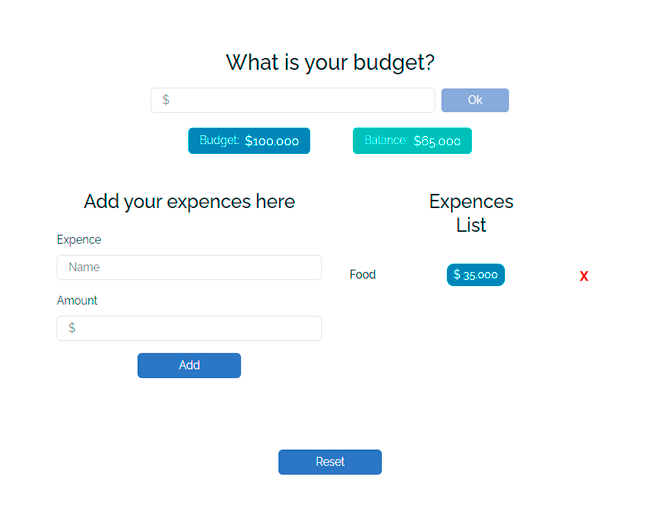 What is your budget?
$
Ok
Budget: $100.000
Balance: $65.000
Add your expences here
Expence
Name
Amount
$
Add
Expences
List
Food $ 35.000 X
Reset